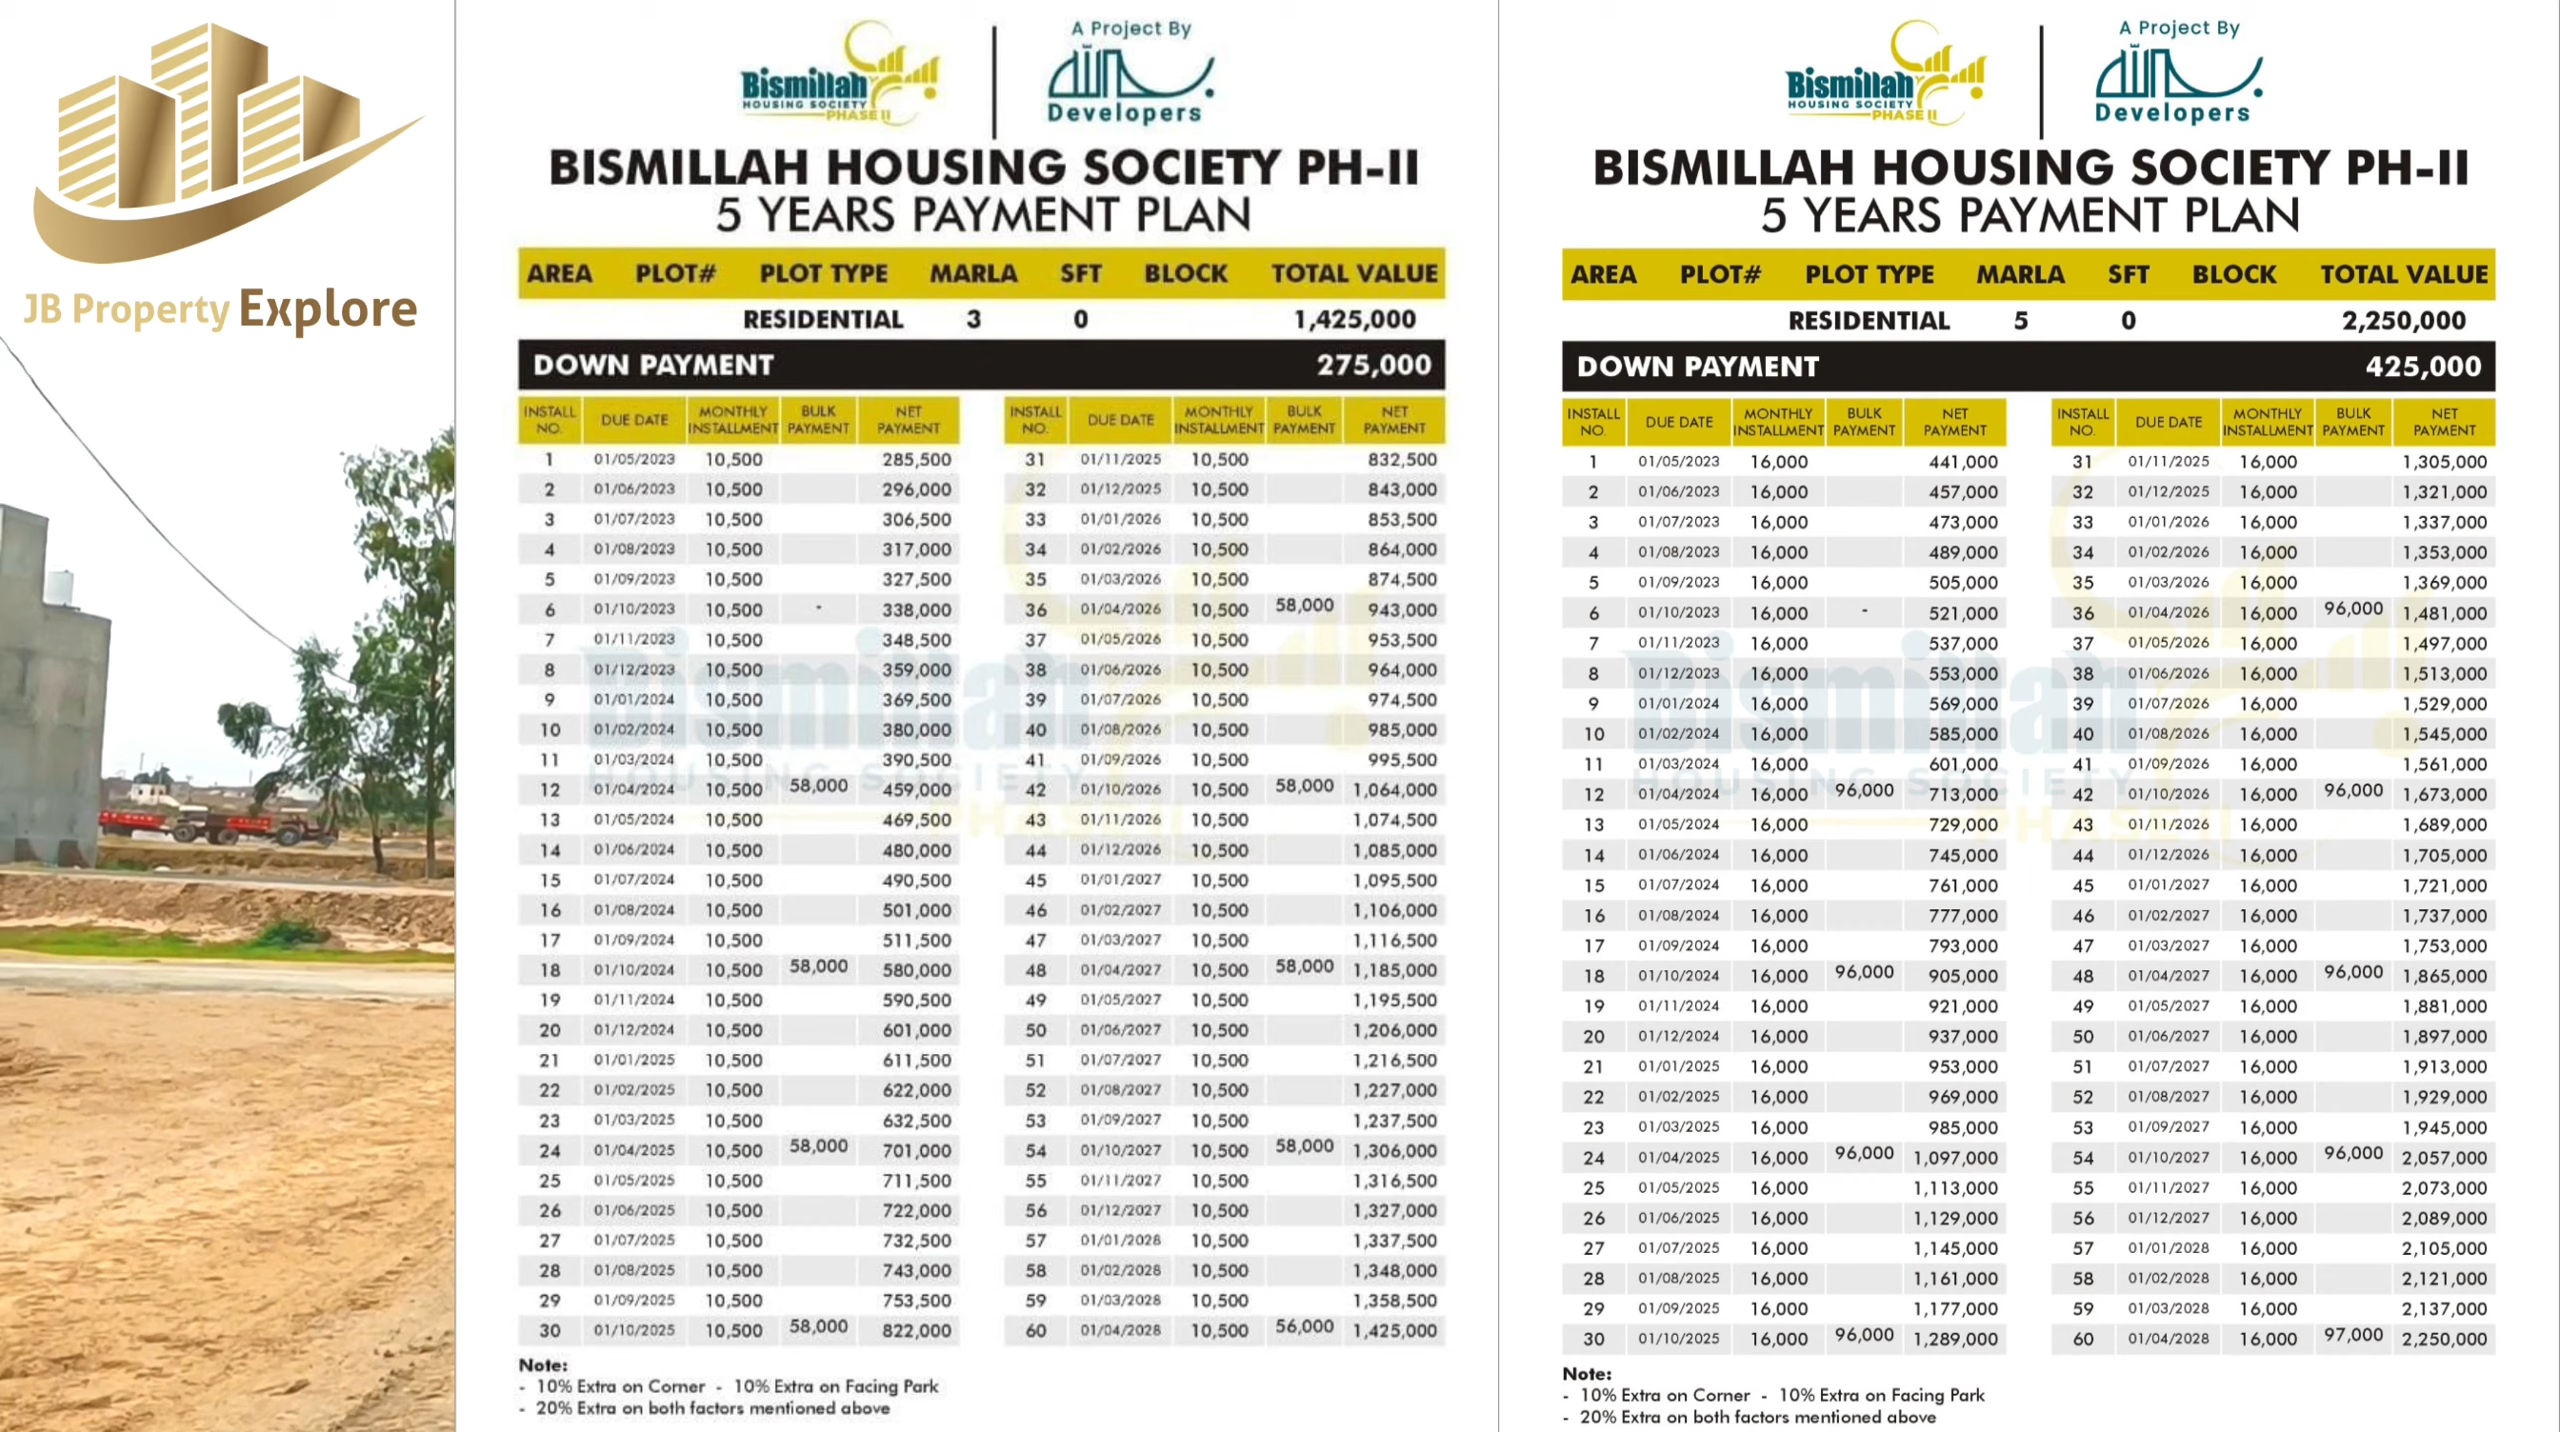 JB Property Explore
Bismillah
HOUSING SOCIETY
PHASE II
A Project By
Developers
BISMILLAH HOUSING SOCIETY PH-II
5 YEARS PAYMENT PLAN
AREA PLOT# PLOT TYPE MARLA SFT BLOCK TOTAL VALUE
RESIDENTIAL 3 0 1,425,000
DOWN PAYMENT 275,000
INSTALL NO. DUE DATE MONTHLY INSTALLMENT BULK PAYMENT NET PAYMENT INSTALL NO. DUE DATE MONTHLY INSTALLMENT BULK PAYMENT NET PAYMENT
1 01/05/2023 10,500 285,500 31 01/11/2025 10,500 832,500
2 01/06/2023 10,500 296,000 32 01/12/2025 10,500 843,000
3 01/07/2023 10,500 306,500 33 01/01/2026 10,500 853,500
4 01/08/2023 10,500 317,000 34 01/02/2026 10,500 864,000
5 01/09/2023 10,500 327,500 35 01/03/2026 10,500 874,500
6 01/10/2023 10,500 - 338,000 36 01/04/2026 10,500 58,000 943,000
7 01/11/2023 10,500 348,500 37 01/05/2026 10,500 953,500
8 01/12/2023 10,500 359,000 38 01/06/2026 10,500 964,000
9 01/01/2024 10,500 369,500 39 01/07/2026 10,500 974,500
10 01/02/2024 10,500 380,000 40 01/08/2026 10,500 985,000
11 01/03/2024 10,500 390,500 41 01/09/2026 10,500 995,500
12 01/04/2024 10,500 58,000 459,000 42 01/10/2026 10,500 58,000 1,064,000
13 01/05/2024 10,500 469,500 43 01/11/2026 10,500 1,074,500
14 01/06/2024 10,500 480,000 44 01/12/2026 10,500 1,085,000
15 01/07/2024 10,500 490,500 45 01/01/2027 10,500 1,095,500
16 01/08/2024 10,500 501,000 46 01/02/2027 10,500 1,106,000
17 01/09/2024 10,500 511,500 47 01/03/2027 10,500 1,116,500
18 01/10/2024 10,500 58,000 580,000 48 01/04/2027 10,500 58,000 1,185,000
19 01/11/2024 10,500 590,500 49 01/05/2027 10,500 1,195,500
20 01/12/2024 10,500 601,000 50 01/06/2027 10,500 1,206,000
21 01/01/2025 10,500 611,500 51 01/07/2027 10,500 1,216,500
22 01/02/2025 10,500 622,000 52 01/08/2027 10,500 1,227,000
23 01/03/2025 10,500 632,500 53 01/09/2027 10,500 1,237,500
24 01/04/2025 10,500 58,000 701,000 54 01/10/2027 10,500 58,000 1,306,000
25 01/05/2025 10,500 711,500 55 01/11/2027 10,500 1,316,500
26 01/06/2025 10,500 722,000 56 01/12/2027 10,500 1,327,000
27 01/07/2025 10,500 732,500 57 01/01/2028 10,500 1,337,500
28 01/08/2025 10,500 743,000 58 01/02/2028 10,500 1,348,000
29 01/09/2025 10,500 753,500 59 01/03/2028 10,500 1,358,500
30 01/10/2025 10,500 58,000 822,000 60 01/04/2028 10,500 56,000 1,425,000
Note:
- 10% Extra on Corner - 10% Extra on Facing Park
- 20% Extra on both factors mentioned above
Bismillah
HOUSING SOCIETY
PHASE II
A Project By
Developers
BISMILLAH HOUSING SOCIETY PH-II
5 YEARS PAYMENT PLAN
AREA PLOT# PLOT TYPE MARLA SFT BLOCK TOTAL VALUE
RESIDENTIAL 5 0 2,250,000
DOWN PAYMENT 425,000
INSTALL NO. DUE DATE MONTHLY INSTALLMENT BULK PAYMENT NET PAYMENT INSTALL NO. DUE DATE MONTHLY INSTALLMENT BULK PAYMENT NET PAYMENT
1 01/05/2023 16,000 441,000 31 01/11/2025 16,000 1,305,000
2 01/06/2023 16,000 457,000 32 01/12/2025 16,000 1,321,000
3 01/07/2023 16,000 473,000 33 01/01/2026 16,000 1,337,000
4 01/08/2023 16,000 489,000 34 01/02/2026 16,000 1,353,000
5 01/09/2023 16,000 505,000 35 01/03/2026 16,000 1,369,000
6 01/10/2023 16,000 - 521,000 36 01/04/2026 16,000 96,000 1,481,000
7 01/11/2023 16,000 537,000 37 01/05/2026 16,000 1,497,000
8 01/12/2023 16,000 553,000 38 01/06/2026 16,000 1,513,000
9 01/01/2024 16,000 569,000 39 01/07/2026 16,000 1,529,000
10 01/02/2024 16,000 585,000 40 01/08/2026 16,000 1,545,000
11 01/03/2024 16,000 601,000 41 01/09/2026 16,000 1,561,000
12 01/04/2024 16,000 96,000 713,000 42 01/10/2026 16,000 96,000 1,673,000
13 01/05/2024 16,000 729,000 43 01/11/2026 16,000 1,689,000
14 01/06/2024 16,000 745,000 44 01/12/2026 16,000 1,705,000
15 01/07/2024 16,000 761,000 45 01/01/2027 16,000 1,721,000
16 01/08/2024 16,000 777,000 46 01/02/2027 16,000 1,737,000
17 01/09/2024 16,000 793,000 47 01/03/2027 16,000 1,753,000
18 01/10/2024 16,000 96,000 905,000 48 01/04/2027 16,000 96,000 1,865,000
19 01/11/2024 16,000 921,000 49 01/05/2027 16,000 1,881,000
20 01/12/2024 16,000 937,000 50 01/06/2027 16,000 1,897,000
21 01/01/2025 16,000 953,000 51 01/07/2027 16,000 1,913,000
22 01/02/2025 16,000 969,000 52 01/08/2027 16,000 1,929,000
23 01/03/2025 16,000 985,000 53 01/09/2027 16,000 1,945,000
24 01/04/2025 16,000 96,000 1,097,000 54 01/10/2027 16,000 96,000 2,057,000
25 01/05/2025 16,000 1,113,000 55 01/11/2027 16,000 2,073,000
26 01/06/2025 16,000 1,129,000 56 01/12/2027 16,000 2,089,000
27 01/07/2025 16,000 1,145,000 57 01/01/2028 16,000 2,105,000
28 01/08/2025 16,000 1,161,000 58 01/02/2028 16,000 2,121,000
29 01/09/2025 16,000 1,177,000 59 01/03/2028 16,000 2,137,000
30 01/10/2025 16,000 96,000 1,289,000 60 01/04/2028 16,000 97,000 2,250,000
Note:
- 10% Extra on Corner - 10% Extra on Facing Park
- 20% Extra on both factors mentioned above